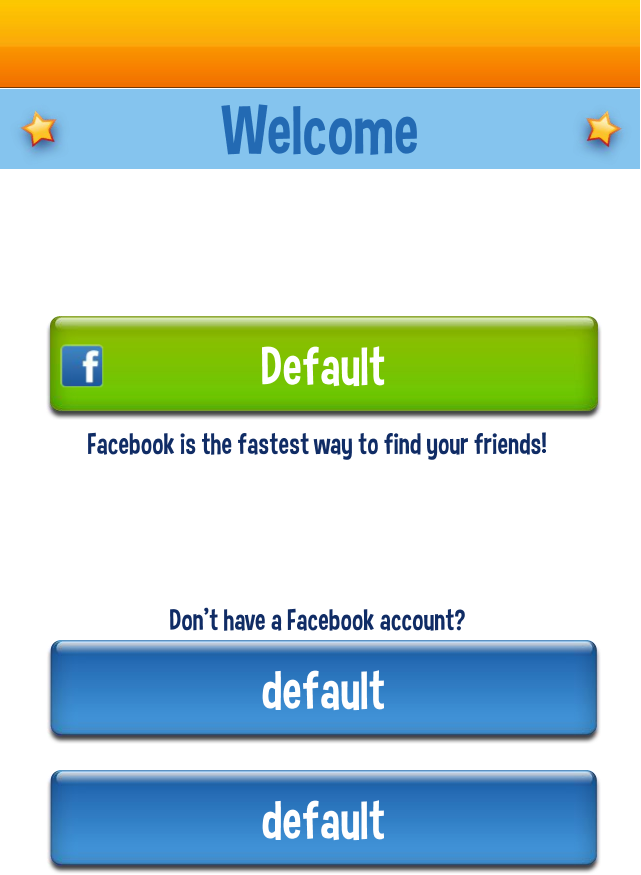 Welcome
f
Default
Facebook is the fastest way to find your friends!
Don't have a Facebook account?
default
default